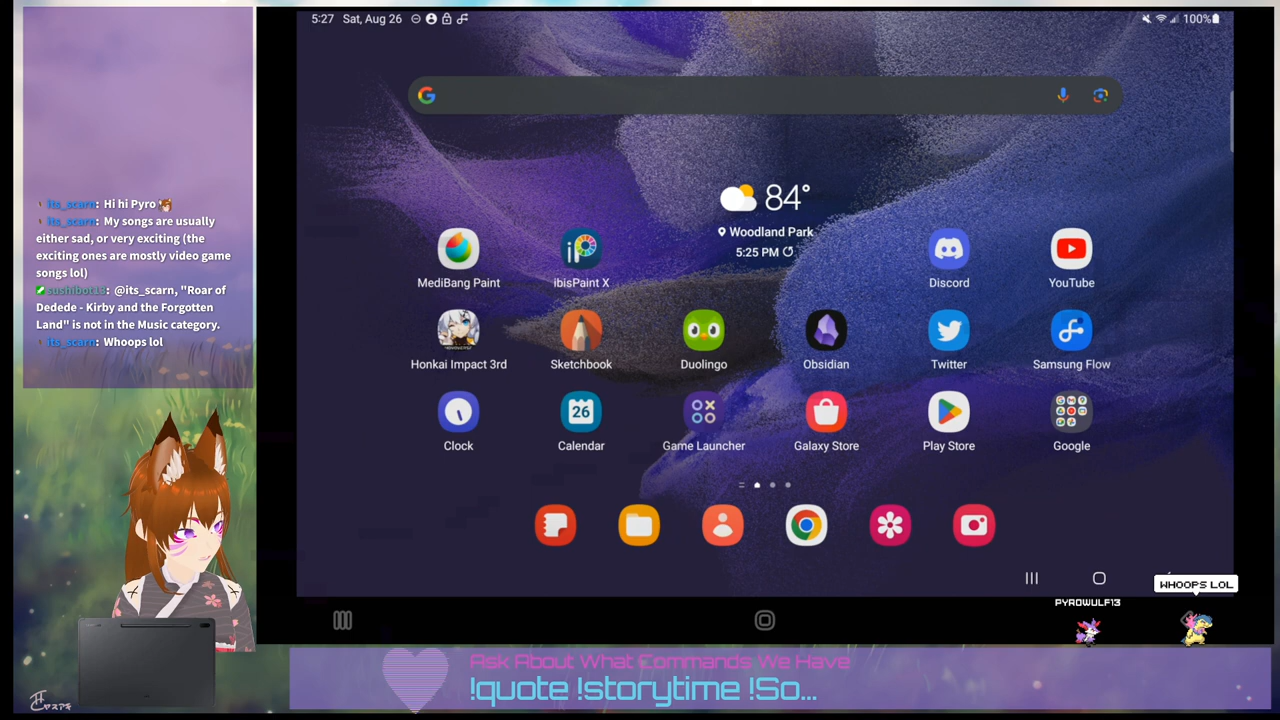 5:27 Sat, Aug 26
100%
its_scarn: Hi hi Pyro
its_scarn: My songs are usually
either sad, or very exciting (the
exciting ones are mostly video game
songs lol)
sushibot13: @its_scarn, "Roar of
Dedede - Kirby and the Forgotten
Land" is not in the Music category.
its_scarn: Whoops lol
84°
Woodland Park
5:25 PM
MediBang Paint
ibisPaint X
Discord
YouTube
Honkai Impact 3rd
Sketchbook
Duolingo
Obsidian
Twitter
Samsung Flow
26
Clock
Calendar
Game Launcher
Galaxy Store
Play Store
Google
WHOOPS LOL
PYROWULF13
Ask About What Commands We Have
!quote !storytime !So...